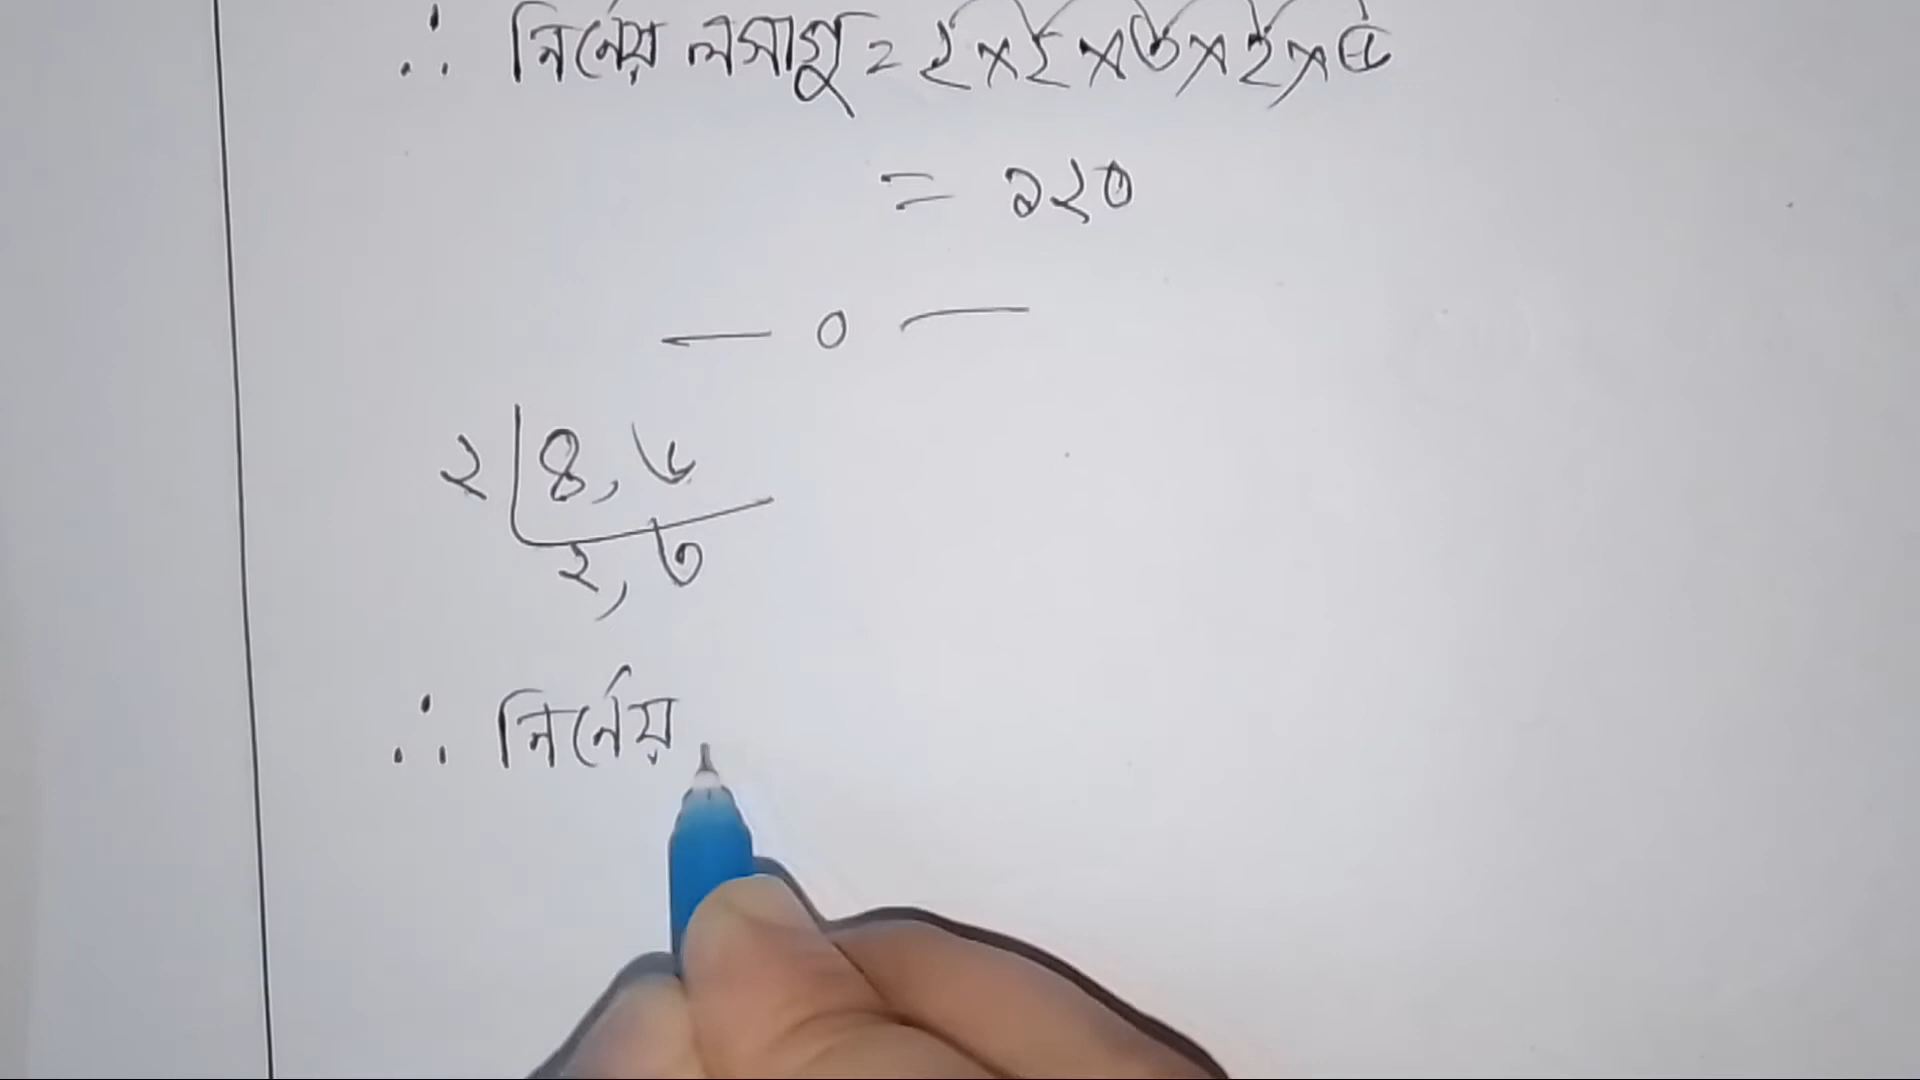 ∴ নির্ণেয় লসাগু = ২×২×৩×২×৫
= ১২০
— ০ —
২ | ৪, ৬
২, ৩
∴ নির্ণেয়